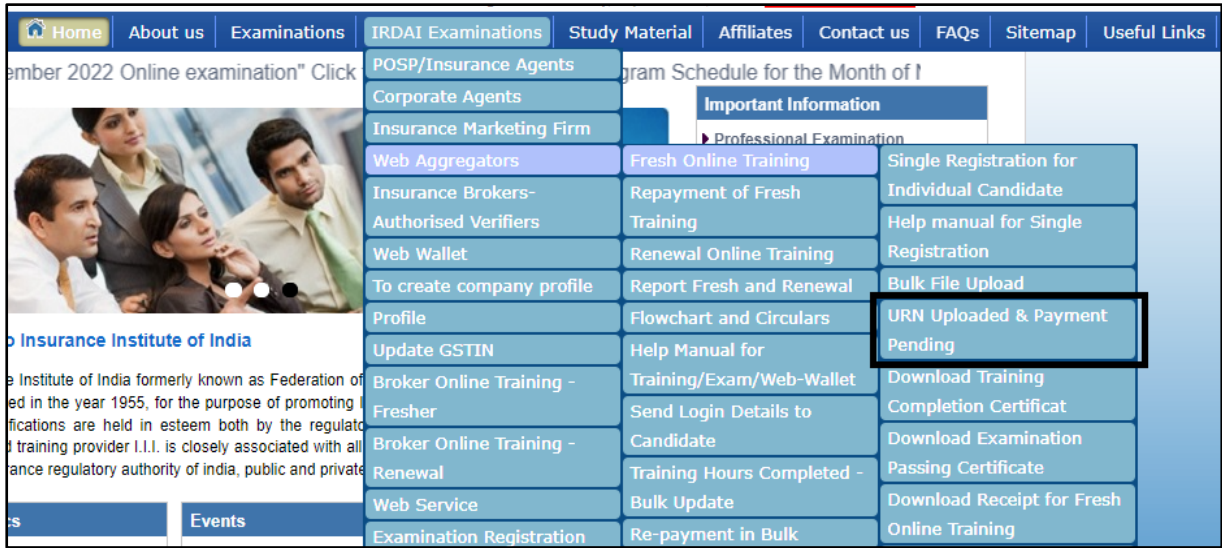 Home About us Examinations IRDAI Examinations Study Material Affiliates Contact us FAQs Sitemap Useful Links
ember 2022 Online examination" Click
gram Schedule for the Month of
POSP/Insurance Agents
Corporate Agents
Insurance Marketing Firm
Web Aggregators
Insurance Brokers-
Authorised Verifiers
Web Wallet
To create company profile
Profile
Update GSTIN
Broker Online Training -
Fresher
Broker Online Training -
Renewal
Web Service
Examination Registration
Important Information
Professional Examination
Fresh Online Training
Repayment of Fresh
Training
Renewal Online Training
Report Fresh and Renewal
Flowchart and Circulars
Help Manual for
Training/Exam/Web-Wallet
Send Login Details to
Candidate
Training Hours Completed -
Bulk Update
Re-payment in Bulk
Single Registration for
Individual Candidate
Help manual for Single
Registration
Bulk File Upload
URN Uploaded & Payment
Pending
Download Training
Completion Certificat
Download Examination
Passing Certificate
Download Receipt for Fresh
Online Training
o Insurance Institute of India
e Institute of India formerly known as Federation of
ed in the year 1955, for the purpose of promoting
fications are held in esteem both by the regulato
d training provider I.I.I. is closely associated with all
rance regulatory authority of india, public and private
cs
Events